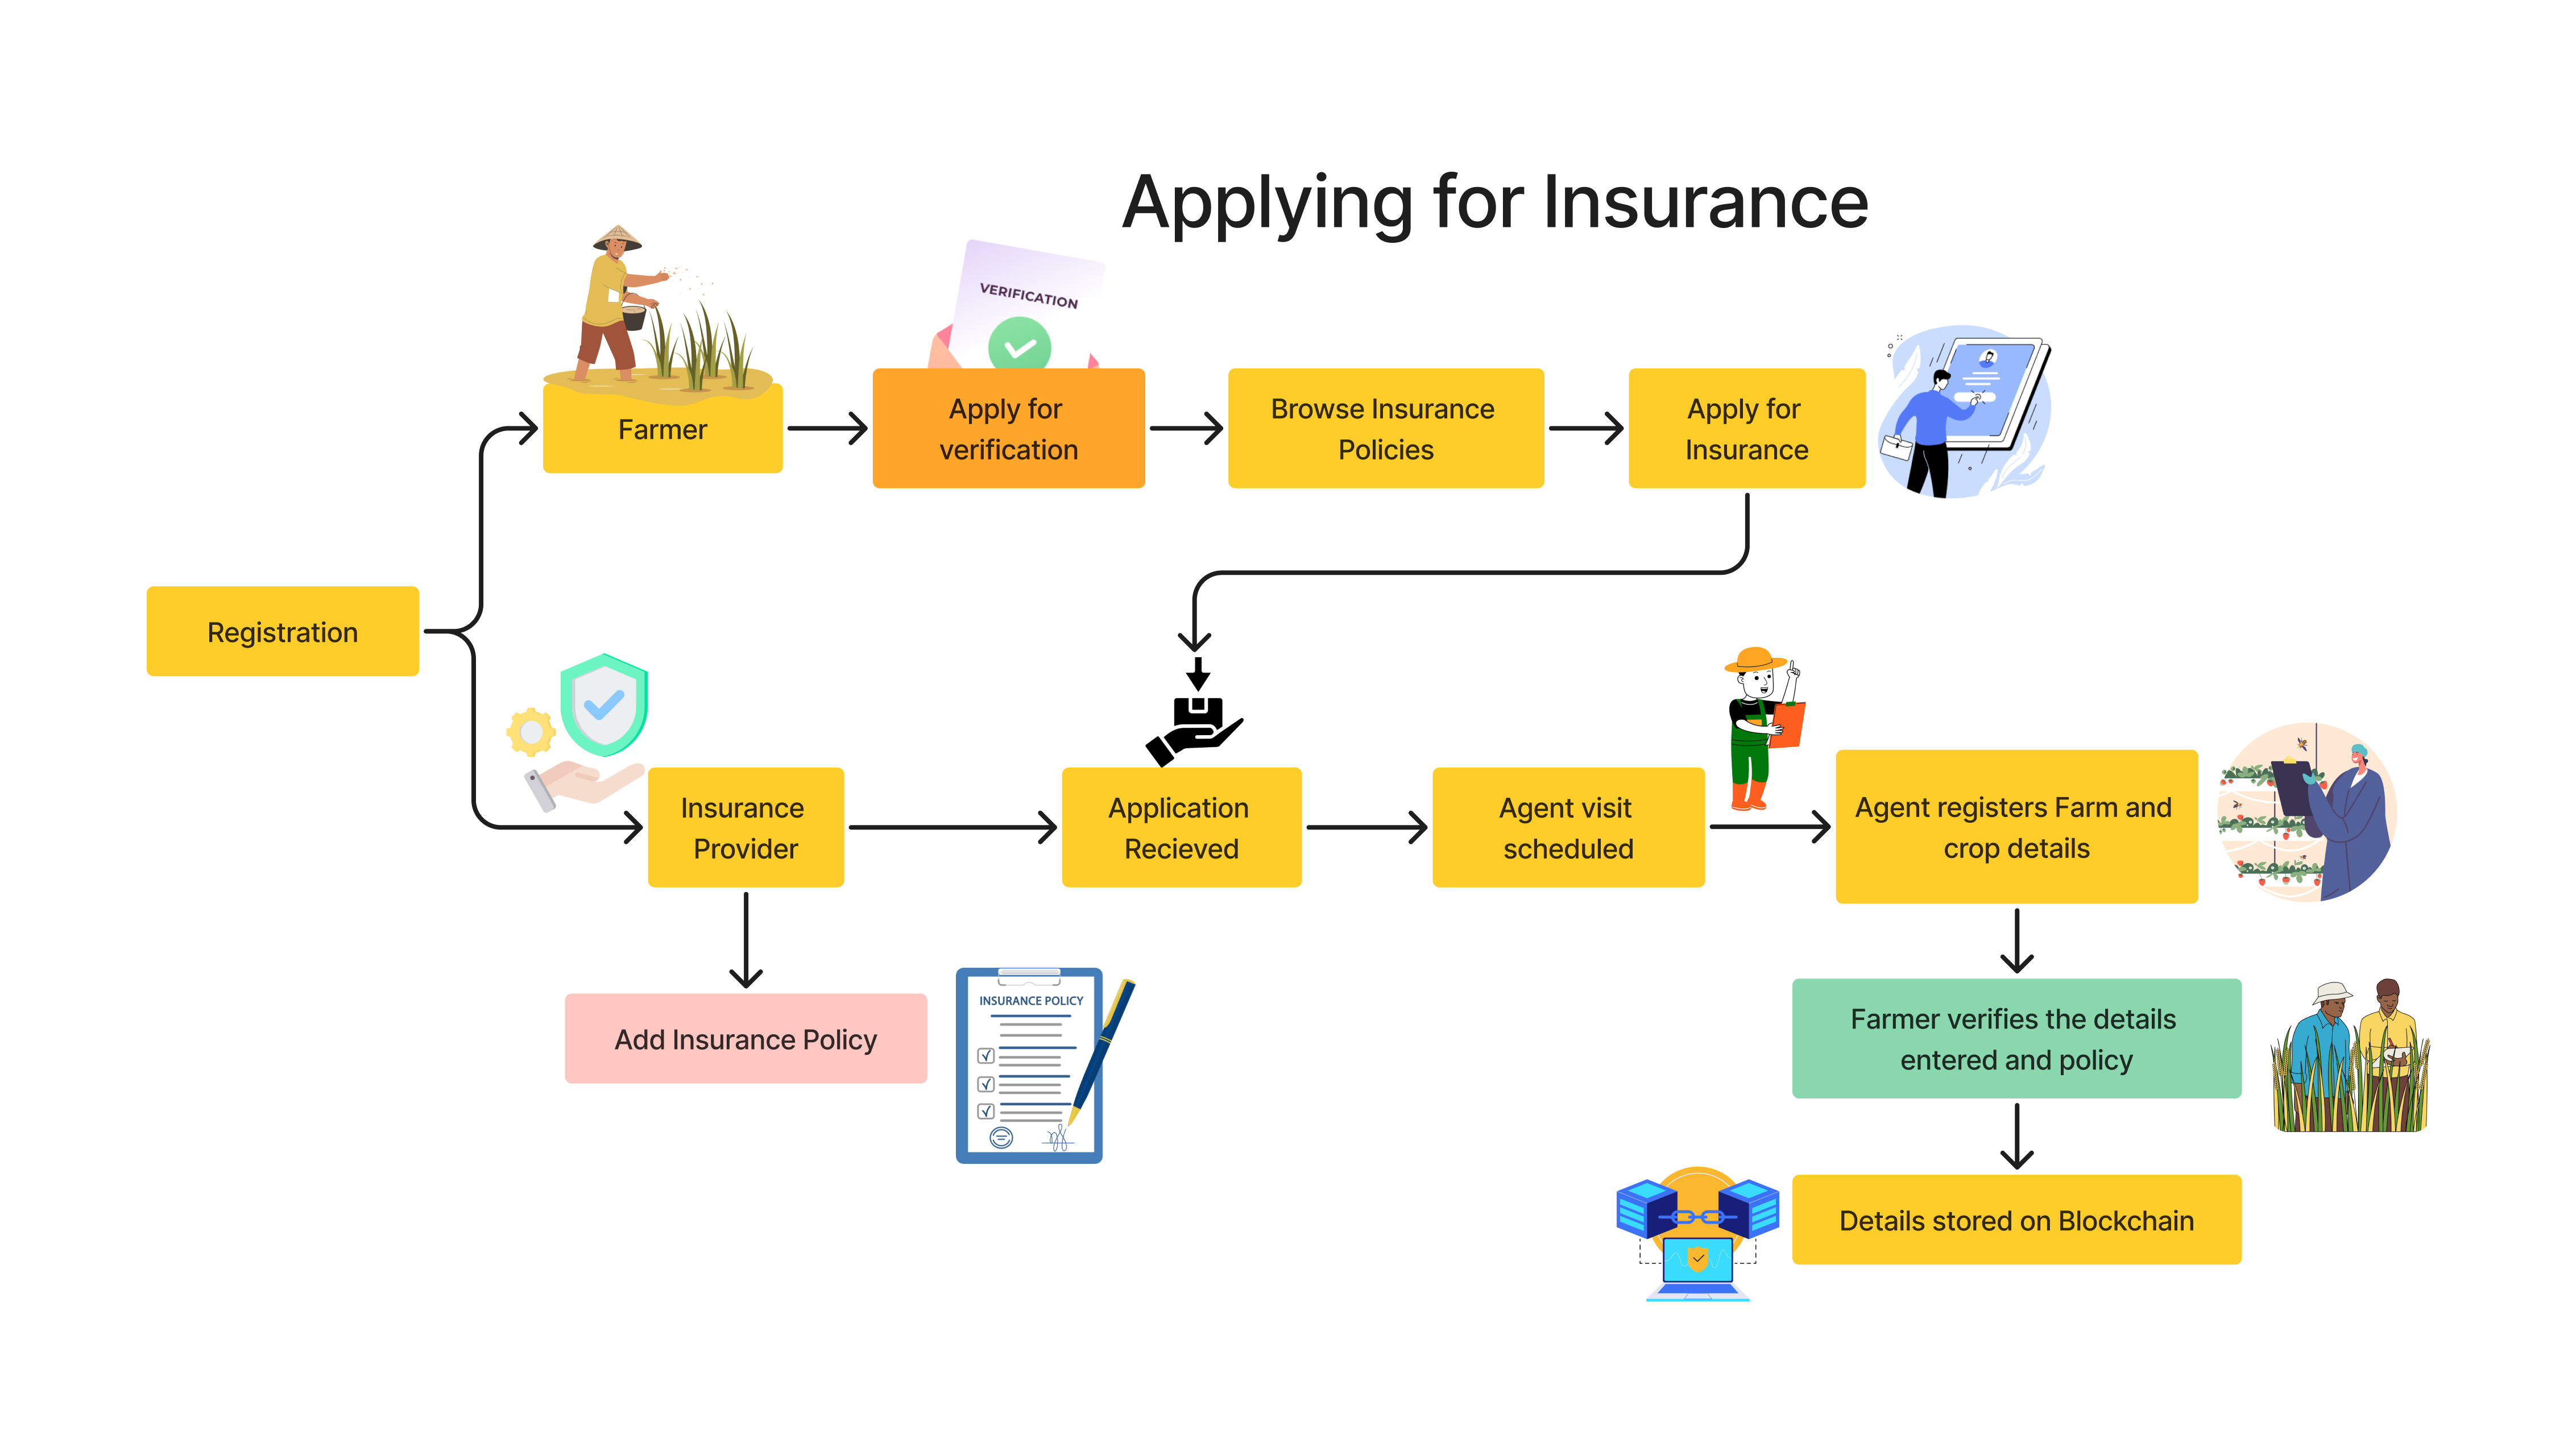 Applying for Insurance
VERIFICATION
Farmer
Apply for
verification
Browse Insurance
Policies
Apply for
Insurance
Registration
Insurance
Provider
Application
Recieved
Agent visit
scheduled
Agent registers Farm and
crop details
Add Insurance Policy
INSURANCE POLICY
Farmer verifies the details
entered and policy
Details stored on Blockchain